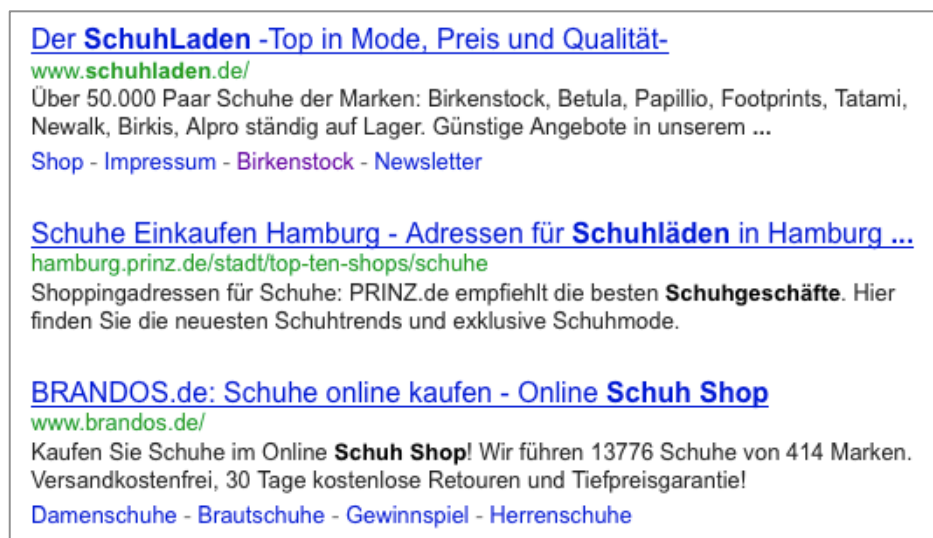 Der SchuhLaden -Top in Mode, Preis und Qualität-
www.schuhladen.de/
Über 50.000 Paar Schuhe der Marken: Birkenstock, Betula, Papillio, Footprints, Tatami,
Newalk, Birkis, Alpro ständig auf Lager. Günstige Angebote in unserem ...
Shop - Impressum - Birkenstock - Newsletter
Schuhe Einkaufen Hamburg - Adressen für Schuhläden in Hamburg ...
hamburg.prinz.de/stadt/top-ten-shops/schuhe
Shoppingadressen für Schuhe: PRINZ.de empfiehlt die besten Schuhgeschäfte. Hier
finden Sie die neuesten Schuhtrends und exklusive Schuhmode.
BRANDOS.de: Schuhe online kaufen - Online Schuh Shop
www.brandos.de/
Kaufen Sie Schuhe im Online Schuh Shop! Wir führen 13776 Schuhe von 414 Marken.
Versandkostenfrei, 30 Tage kostenlose Retouren und Tiefpreisgarantie!
Damenschuhe - Brautschuhe - Gewinnspiel - Herrenschuhe